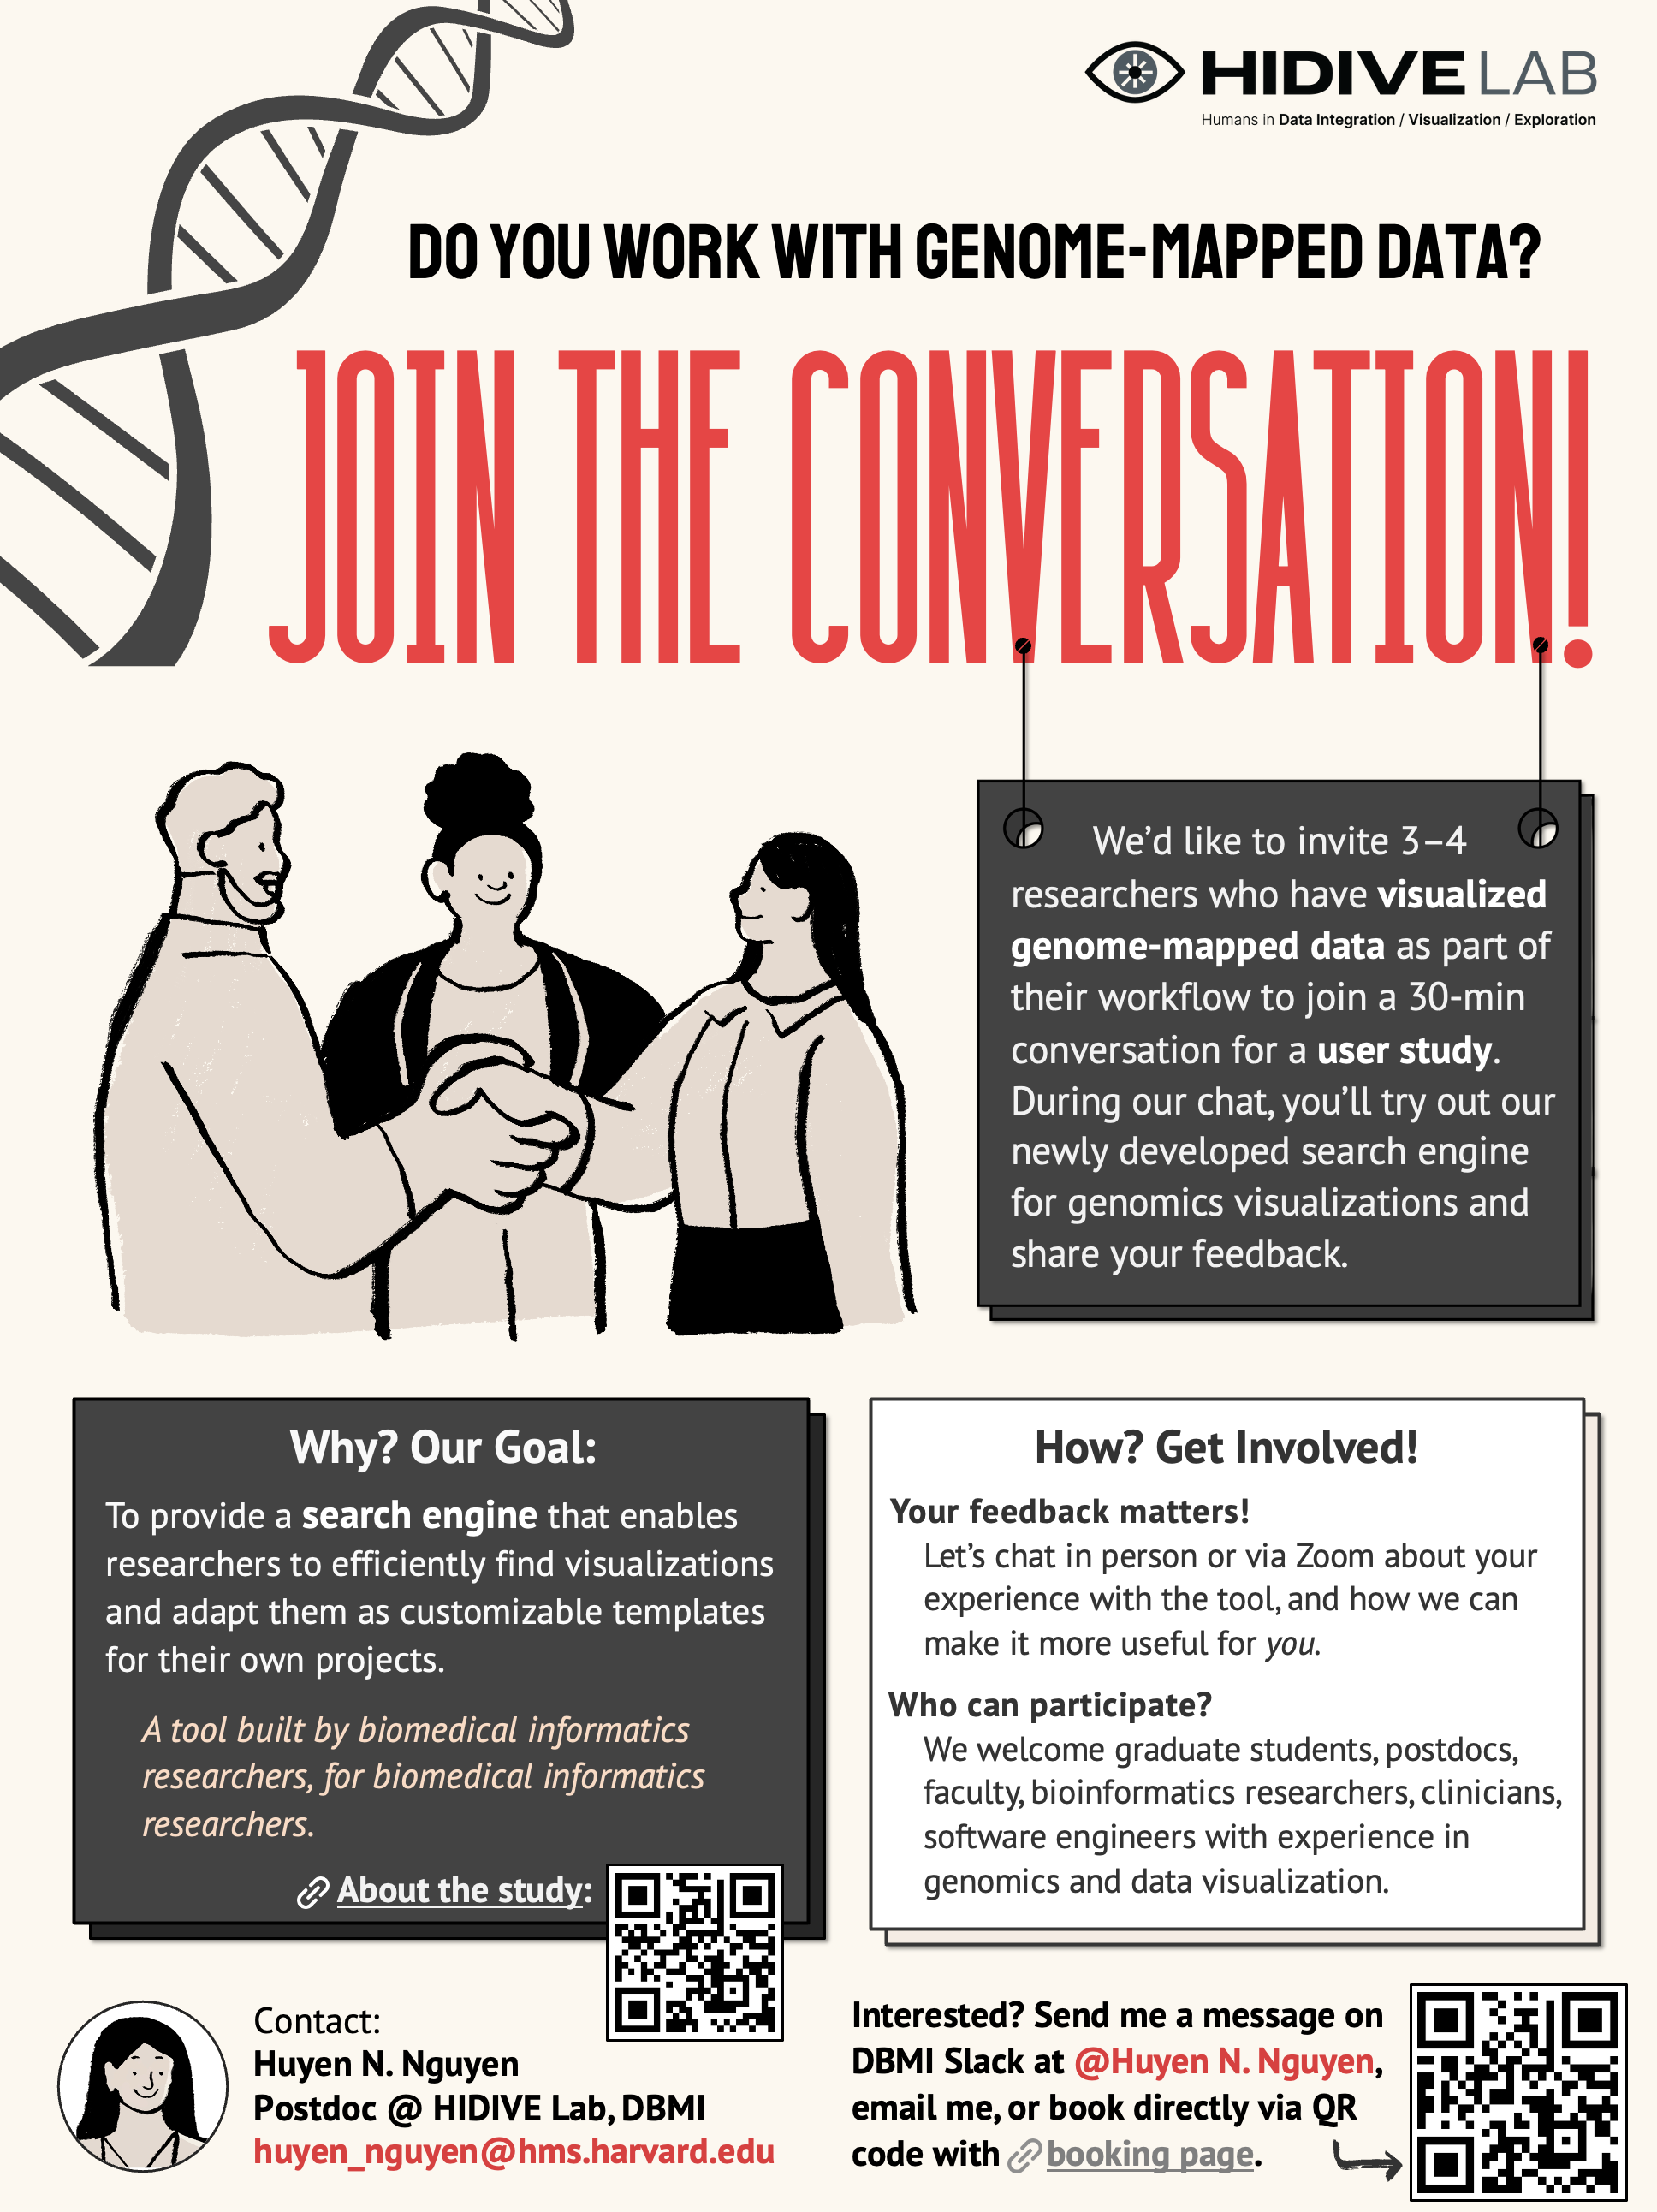 HIDIVE LAB
Humans in Data Integration / Visualization / Exploration
DO YOU WORK WITH GENOME-MAPPED DATA?
JOIN THE CONVERSATION!
We’d like to invite 3–4
researchers who have visualized
genome-mapped data as part of
their workflow to join a 30-min
conversation for a user study.
During our chat, you’ll try out our
newly developed search engine
for genomics visualizations and
share your feedback.
Why? Our Goal:
To provide a search engine that enables
researchers to efficiently find visualizations
and adapt them as customizable templates
for their own projects.
A tool built by biomedical informatics
researchers, for biomedical informatics
researchers.
About the study:
How? Get Involved!
Your feedback matters!
Let’s chat in person or via Zoom about your
experience with the tool, and how we can
make it more useful for you.
Who can participate?
We welcome graduate students, postdocs,
faculty, bioinformatics researchers, clinicians,
software engineers with experience in
genomics and data visualization.
Contact:
Huyen N. Nguyen
Postdoc @ HIDIVE Lab, DBMI
huyen_nguyen@hms.harvard.edu
Interested? Send me a message on
DBMI Slack at @Huyen N. Nguyen,
email me, or book directly via QR
code with booking page.